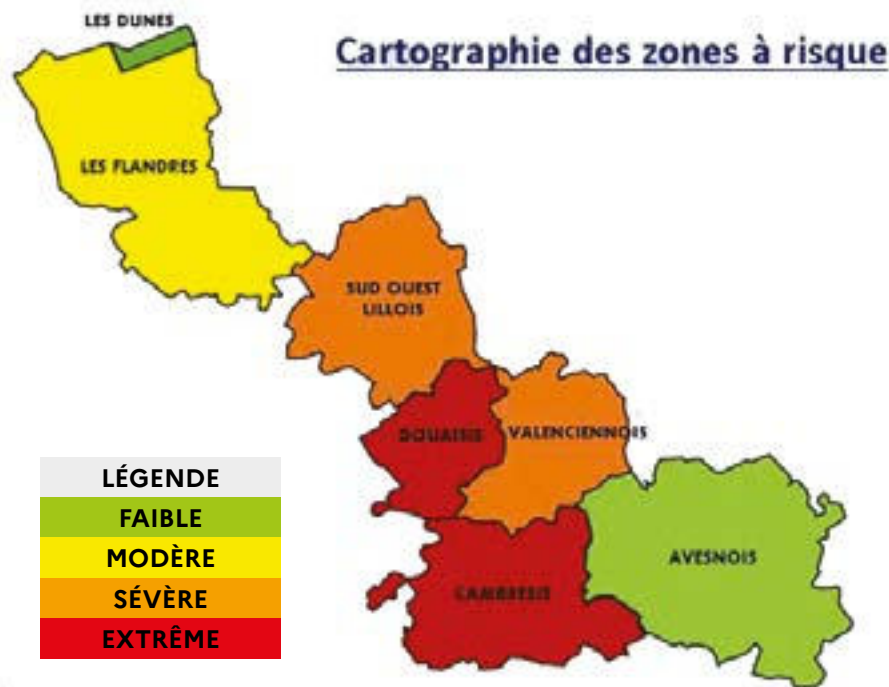 LES DUNES
Cartographie des zones à risque
LES FLANDRES
SUD OUEST
LILLOIS
DOUAISIS
VALENCIENNOIS
LÉGENDE
FAIBLE
MODÈRE
SÉVÈRE
EXTRÊME
AVESNOIS
CAMBRESIS